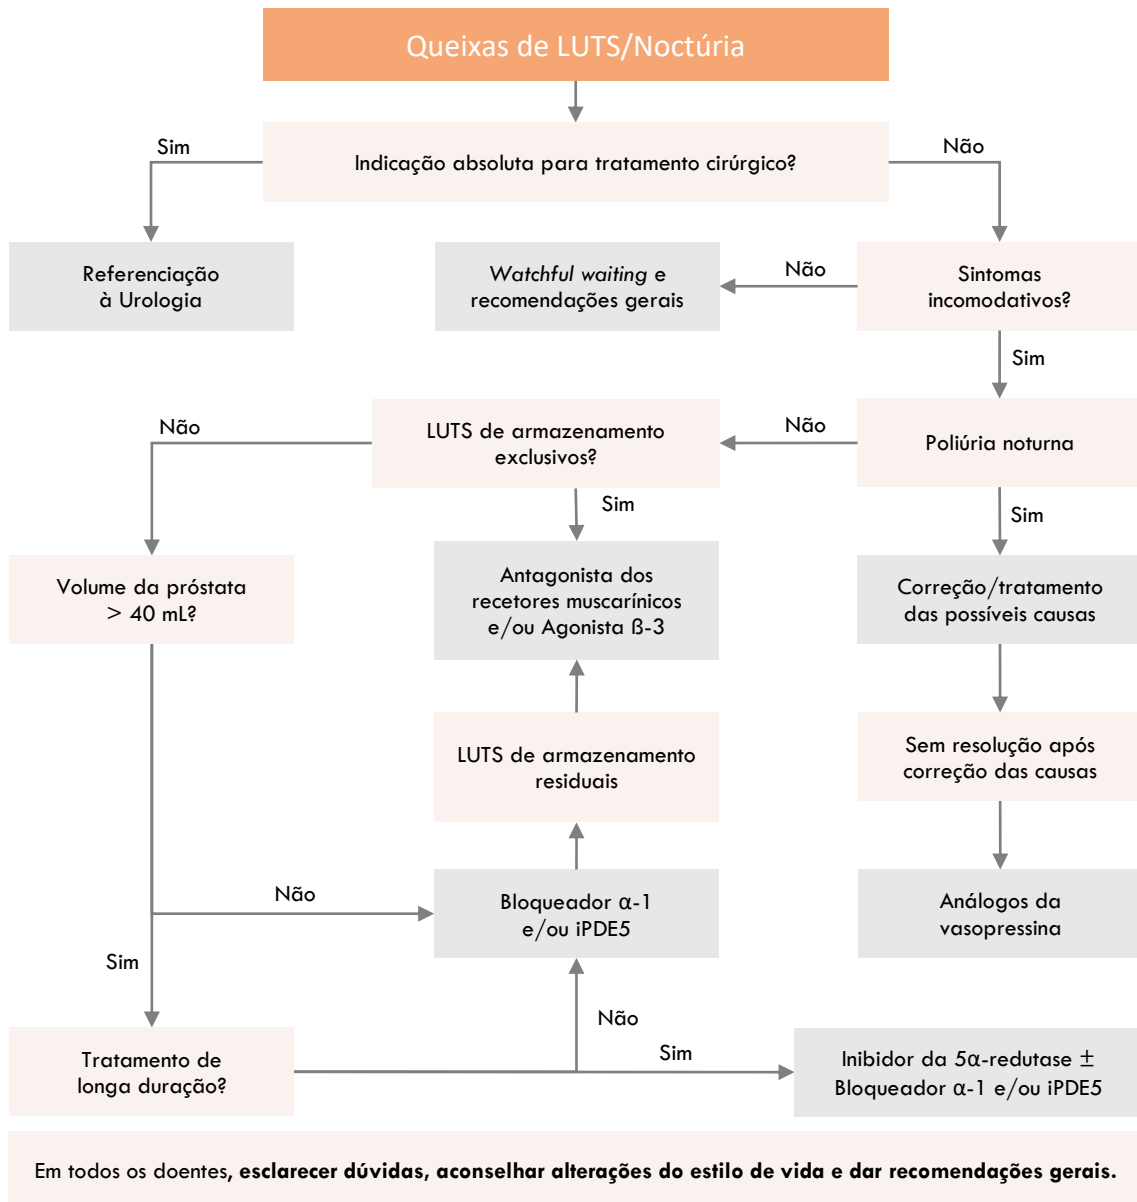 Queixas de LUTS/Noctúria
Sim
Não
Indicação absoluta para tratamento cirúrgico?
Referenciação
à Urologia
Watchful waiting e
recomendações gerais
Não
Sintomas
incomodativos?
Sim
Não
LUTS de armazenamento
exclusivos?
Não
Poliúria noturna
Sim
Sim
Volume da próstata
> 40 mL?
Antagonista dos
recetores muscarínicos
e/ou Agonista ß-3
Correção/tratamento
das possíveis causas
LUTS de armazenamento
residuais
Sem resolução após
correção das causas
Não
Bloqueador α-1
e/ou iPDE5
Análogos da
vasopressina
Sim
Não
Tratamento de
longa duração?
Sim
Inibidor da 5α-redutase ±
Bloqueador α-1 e/ou iPDE5
Em todos os doentes, esclarecer dúvidas, aconselhar alterações do estilo de vida e dar recomendações gerais.